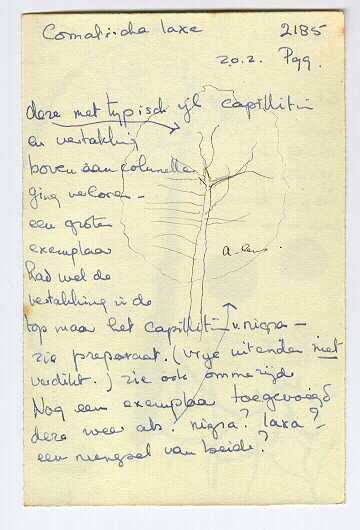 Comatricha laxa 2185
20.2. Pgg.
deze met typisch ijl capillitium
en vertakking
boven aan columella
ging verloren -
een groter
exemplaar
had wel de
vertakking in de
top maar het capillitium v. nigra -
zie preparaat. (vrije uiteinden niet
verdikt.) zie ook ommezijde
Nog een exemplaar toegevoegd
deze weer als: nigra? laxa?
een mengsel van beide?